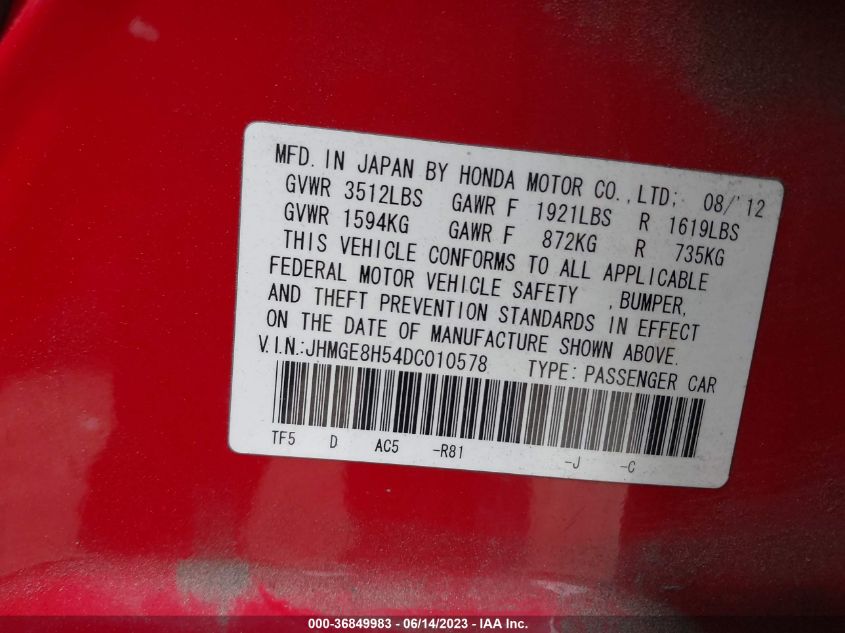 MFD. IN JAPAN BY HONDA MOTOR CO.,LTD; 08/'12
GVWR 3512LBS GAWR F 1921LBS R 1619LBS
GVWR 1594KG GAWR F 872KG R 735KG
THIS VEHICLE CONFORMS TO ALL APPLICABLE
FEDERAL MOTOR VEHICLE SAFETY ,BUMPER,
AND THEFT PREVENTION STANDARDS IN EFFECT
ON THE DATE OF MANUFACTURE SHOWN ABOVE.
V.I.N.:JHMGE8H54DC010578 TYPE:PASSENGER CAR
TF5 D AC5 -R81 -J -C
000-36849983 - 06/14/2023 - IAA Inc.